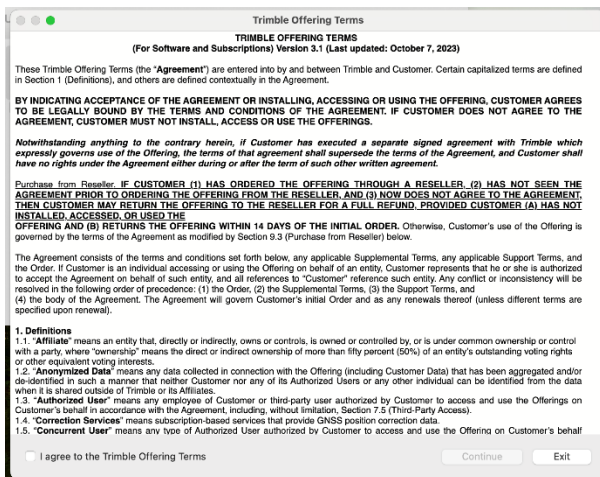 Trimble Offering Terms
TRIMBLE OFFERING TERMS
(For Software and Subscriptions) Version 3.1 (Last updated: October 7, 2023)
These Trimble Offering Terms (the "Agreement") are entered into by and between Trimble and Customer. Certain capitalized terms are defined
in Section 1 (Definitions), and others are defined contextually in the Agreement.
BY INDICATING ACCEPTANCE OF THE AGREEMENT OR INSTALLING, ACCESSING OR USING THE OFFERING, CUSTOMER AGREES
TO BE LEGALLY BOUND BY THE TERMS AND CONDITIONS OF THE AGREEMENT. IF CUSTOMER DOES NOT AGREE TO THE
AGREEMENT, CUSTOMER MUST NOT INSTALL, ACCESS OR USE THE OFFERINGS.
Notwithstanding anything to the contrary herein, if Customer has executed a separate signed agreement with Trimble which
expressly governs use of the Offering, the terms of that agreement shall supersede the terms of the Agreement, and Customer shall
have no rights under the Agreement either during or after the term of such other written agreement.
Purchase from Reseller. IF CUSTOMER (1) HAS ORDERED THE OFFERING THROUGH A RESELLER, (2) HAS NOT SEEN THE
AGREEMENT PRIOR TO ORDERING THE OFFERING FROM THE RESELLER, AND (3) NOW DOES NOT AGREE TO THE AGREEMENT,
THEN CUSTOMER MAY RETURN THE OFFERING TO THE RESELLER FOR A FULL REFUND, PROVIDED CUSTOMER (A) HAS NOT
INSTALLED, ACCESSED, OR USED THE
OFFERING AND (B) RETURNS THE OFFERING WITHIN 14 DAYS OF THE INITIAL ORDER. Otherwise, Customer's use of the Offering is
governed by the terms of the Agreement as modified by Section 9.3 (Purchase from Reseller) below.
The Agreement consists of the terms and conditions set forth below, any applicable Supplemental Terms, any applicable Support Terms, and
the Order. If Customer is an individual accessing or using the Offering on behalf of an entity, Customer represents that he or she is authorized
to accept the Agreement on behalf of such entity, and all references to "Customer" reference such entity. Any conflict or inconsistency will be
resolved in the following order of precedence: (1) the Order, (2) the Supplemental Terms, (3) the Support Terms, and
(4) the body of the Agreement. The Agreement will govern Customer's initial Order and as any renewals thereof (unless different terms are
specified upon renewal).
1. Definitions
1.1. "Affiliate" means an entity that, directly or indirectly, owns or controls, is owned or controlled by, or is under common ownership or control
with a party, where "ownership" means the direct or indirect ownership of more than fifty percent (50%) of an entity's outstanding voting rights
or other equivalent voting interests.
1.2. "Anonymized Data" means any data collected in connection with the Offering (including Customer Data) that has been aggregated and/or
de-identified in such a manner that neither Customer nor any of its Authorized Users or any other individual can be identified from the data
when it is shared outside of Trimble or its Affiliates.
1.3. "Authorized User" means any employee of Customer or third-party user authorized by Customer to access and use the Offerings on
Customer's behalf in accordance with the Agreement, including, without limitation, Section 7.5 (Third-Party Access).
1.4. "Correction Services" means subscription-based services that provide GNSS position correction data.
1.5. "Concurrent User" means any type of Authorized User authorized by Customer to access and use the Offering on Customer's behalf
I agree to the Trimble Offering Terms
Continue
Exit